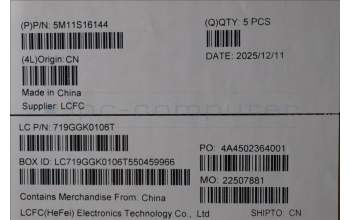 (P)P/N: 5M11S16144
(Q)QTY: 5 PCS
(4L)Origin: CN
DATE: 2025/12/11
Made in China
Supplier: LCFC
LC P/N: 719GGK0106T
PO: 4A4502364001
BOX ID: LC719GGK0106T550459966
MO: 22507881
Contains Merchandise From: China
LCFC(HeFei) Electronics Technology Co., Ltd
SHIPTO: CN